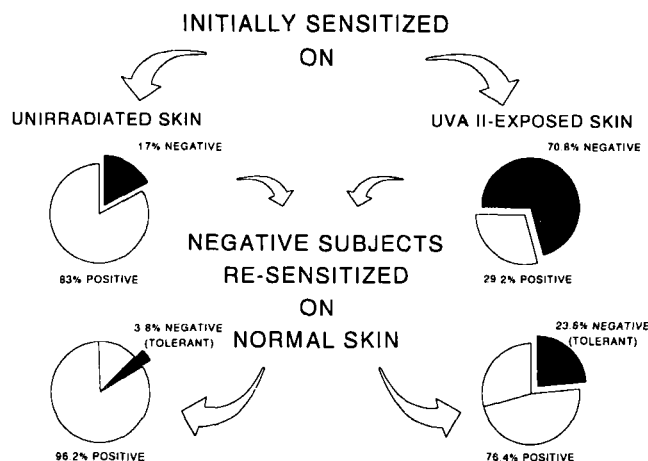 INITIALLY SENSITIZED
ON
UNIRRADIATED SKIN
UVA II-EXPOSED SKIN
17% NEGATIVE
70.8% NEGATIVE
83% POSITIVE
29.2% POSITIVE
NEGATIVE SUBJECTS
RE-SENSITIZED
ON
NORMAL SKIN
3.8% NEGATIVE
(TOLERANT)
23.6% NEGATIVE
(TOLERANT)
96.2% POSITIVE
76.4% POSITIVE